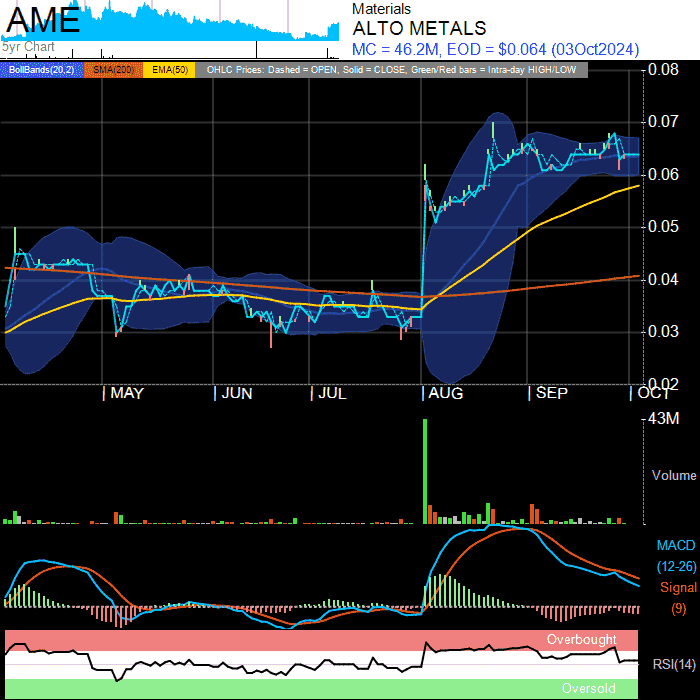 AME
5yr Chart
Materials
ALTO METALS
MC = 46.2M, EOD = $0.064 (03Oct2024)
BollBands(20,2) SMA(200) EMA(50) OHLC Prices: Dashed = OPEN, Solid = CLOSE, Green/Red bars = Intra-day HIGH/LOW
0.08
0.07
0.06
0.05
0.04
0.03
0.02
MAY JUN JUL AUG SEP OCT
43M
Volume
MACD
(12-26)
Signal
(9)
Overbought
RSI(14)
Oversold